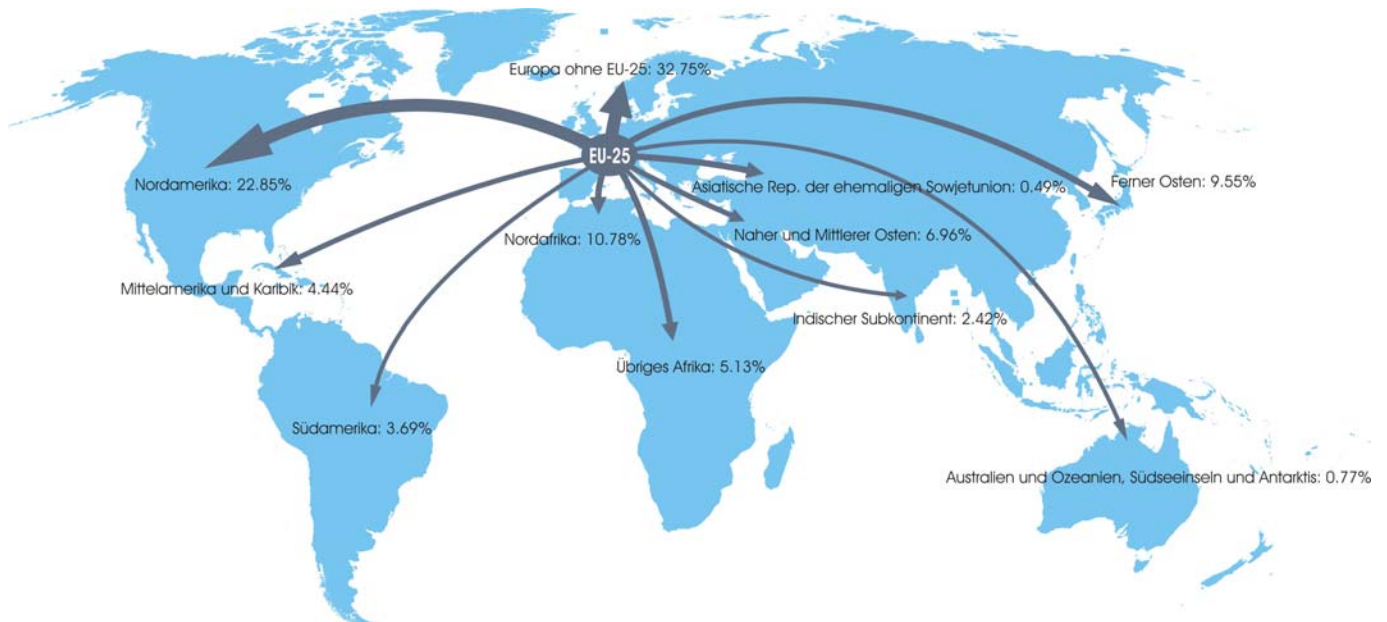 Europa ohne EU-25: 32.75%
EU-25
Nordamerika: 22.85%
Asiatische Rep. der ehemaligen Sowjetunion: 0.49%
Ferner Osten: 9.55%
Nordafrika: 10.78%
Naher und Mittlerer Osten: 6.96%
Mittelamerika und Karibik: 4.44%
Indischer Subkontinent: 2.42%
Übriges Afrika: 5.13%
Südamerika: 3.69%
Australien und Ozeanien, Südseeinseln und Antarktis: 0.77%